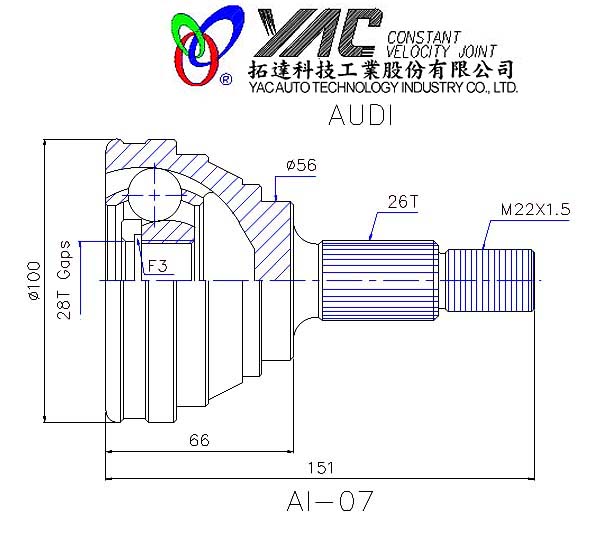 YAC CONSTANT
VELOCITY JOINT
®
拓達科技工業股份有限公司
YAC AUTO TECHNOLOGY INDUSTRY CO., LTD.
AUDI
ø56
26T
M22X1.5
F3
28T Gaps
ø100
66
151
AI-07